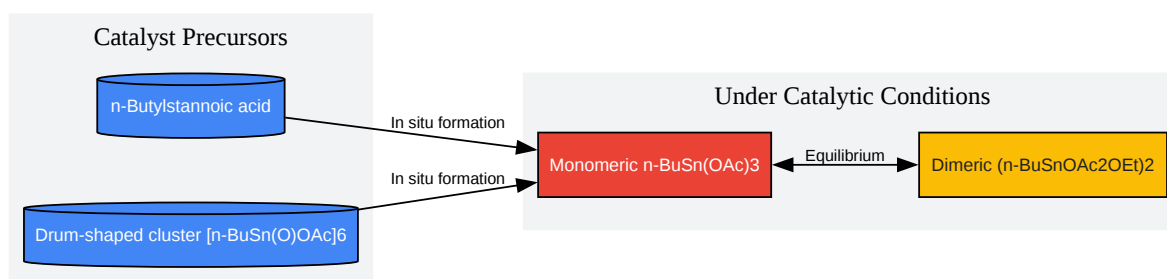 Catalyst Precursors
n-Butylstannoic acid
Drum-shaped cluster [n-BuSn(O)OAc]6
In situ formation
In situ formation
Under Catalytic Conditions
Monomeric n-BuSn(OAc)3
Equilibrium
Dimeric (n-BuSnOAc2OEt)2